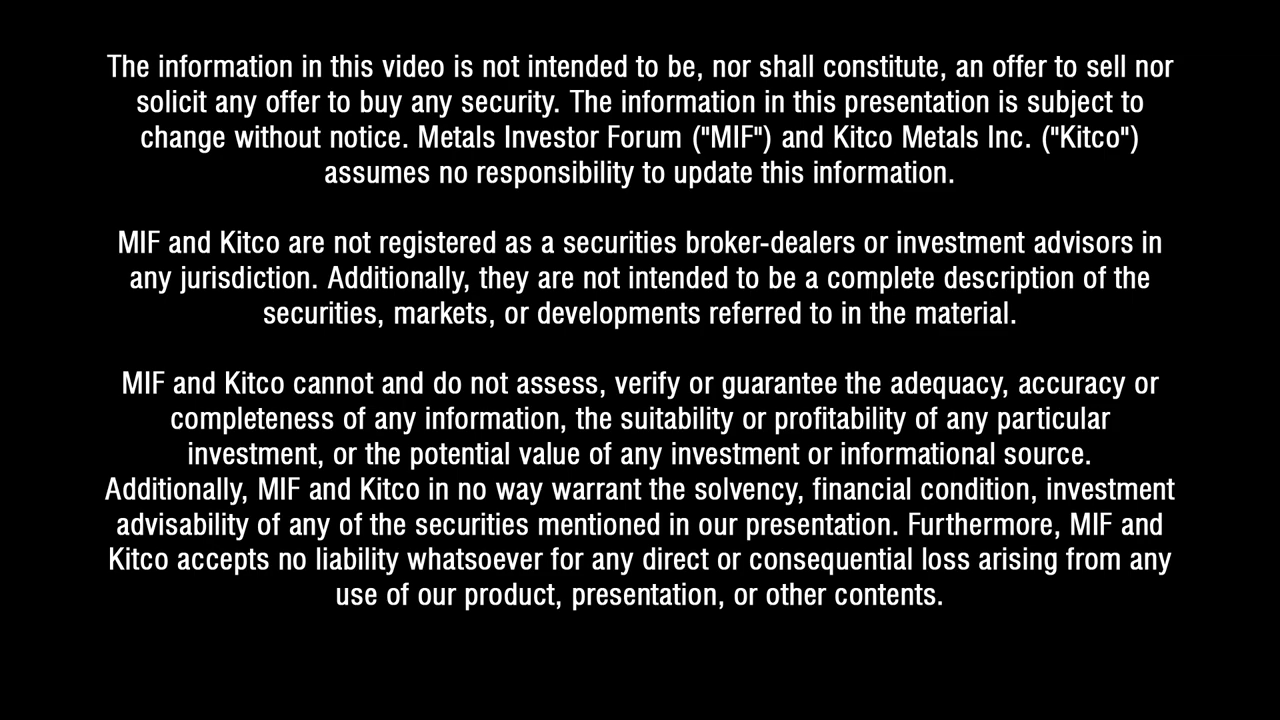 The information in this video is not intended to be, nor shall constitute, an offer to sell nor
solicit any offer to buy any security. The information in this presentation is subject to
change without notice. Metals Investor Forum ("MIF") and Kitco Metals Inc. ("Kitco")
assumes no responsibility to update this information.
MIF and Kitco are not registered as a securities broker-dealers or investment advisors in
any jurisdiction. Additionally, they are not intended to be a complete description of the
securities, markets, or developments referred to in the material.
MIF and Kitco cannot and do not assess, verify or guarantee the adequacy, accuracy or
completeness of any information, the suitability or profitability of any particular
investment, or the potential value of any investment or informational source.
Additionally, MIF and Kitco in no way warrant the solvency, financial condition, investment
advisability of any of the securities mentioned in our presentation. Furthermore, MIF and
Kitco accepts no liability whatsoever for any direct or consequential loss arising from any
use of our product, presentation, or other contents.